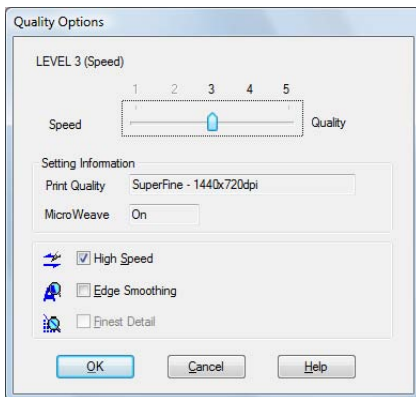 Quality Options
LEVEL 3 (Speed)
1 2 3 4 5
Speed Quality
Setting Information
Print Quality SuperFine - 1440x720dpi
MicroWeave On
High Speed
Edge Smoothing
Finest Detail
OK Cancel Help